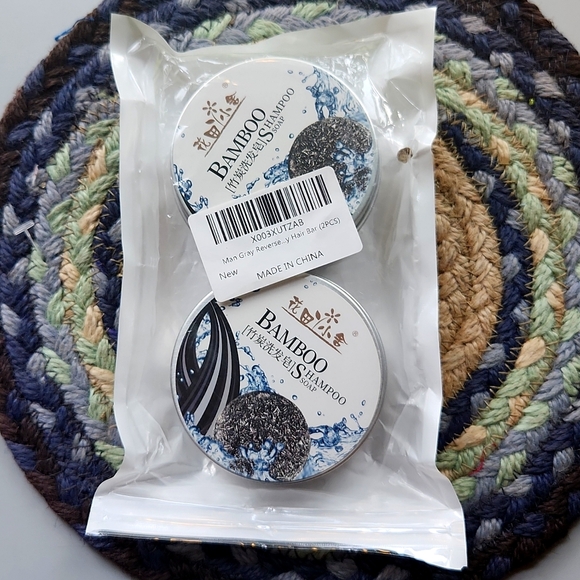 花田小舍
BAMBOO
SHAMPOO
SOAP
[竹炭洗发皂]
X003XUTZAB
Man Gray Reverse...y Hair Bar (2PCS)
New
MADE IN CHINA
花田小舍
®
BAMBOO
[竹炭洗发皂]
SHAMPOO
SOAP